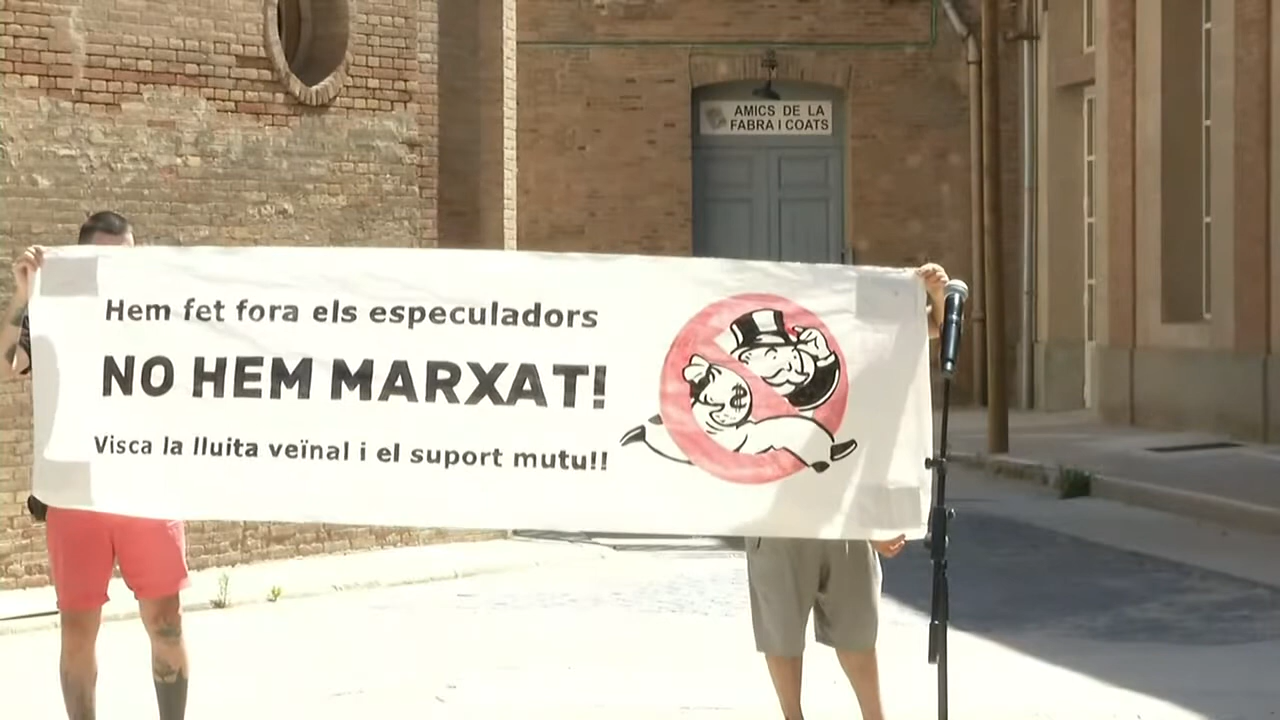 AMICS DE LA
FABRA I COATS
Hem fet fora els especuladors
NO HEM MARXAT!
Visca la lluita veïnal i el suport mutu!!
$